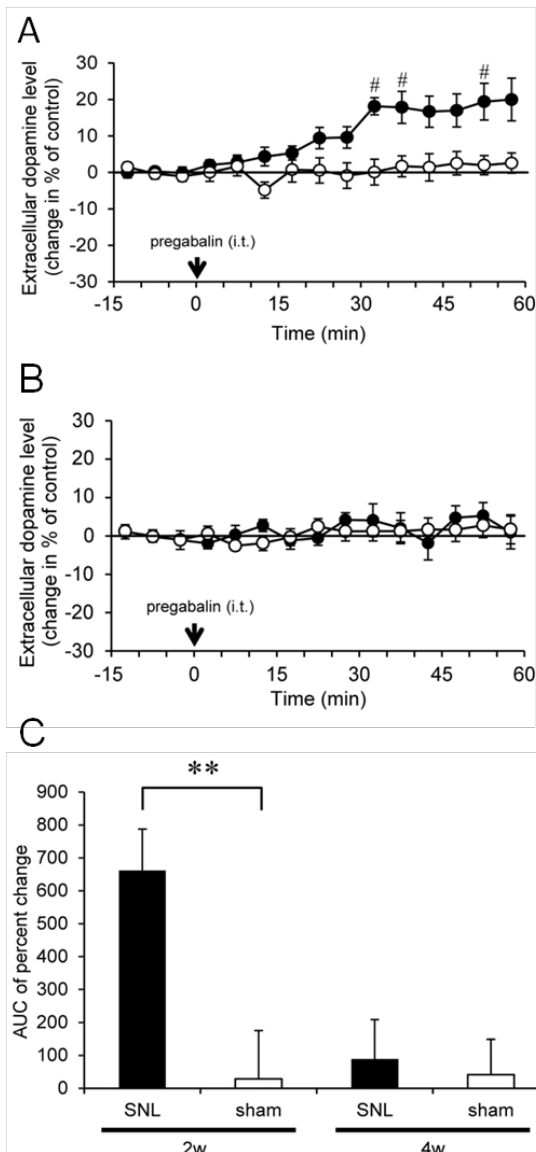 A
Extracellular dopamine level
(change in % of control)
30
20
10
0
-10
-20
-30
# # #
pregabalin (i.t.)
-15 0 15 30 45 60
Time (min)
B
Extracellular dopamine level
(change in % of control)
30
20
10
0
-10
-20
-30
pregabalin (i.t.)
-15 0 15 30 45 60
Time (min)
C
AUC of percent change
900
800
700
600
500
400
300
200
100
0
**
SNL sham SNL sham
2w 4w